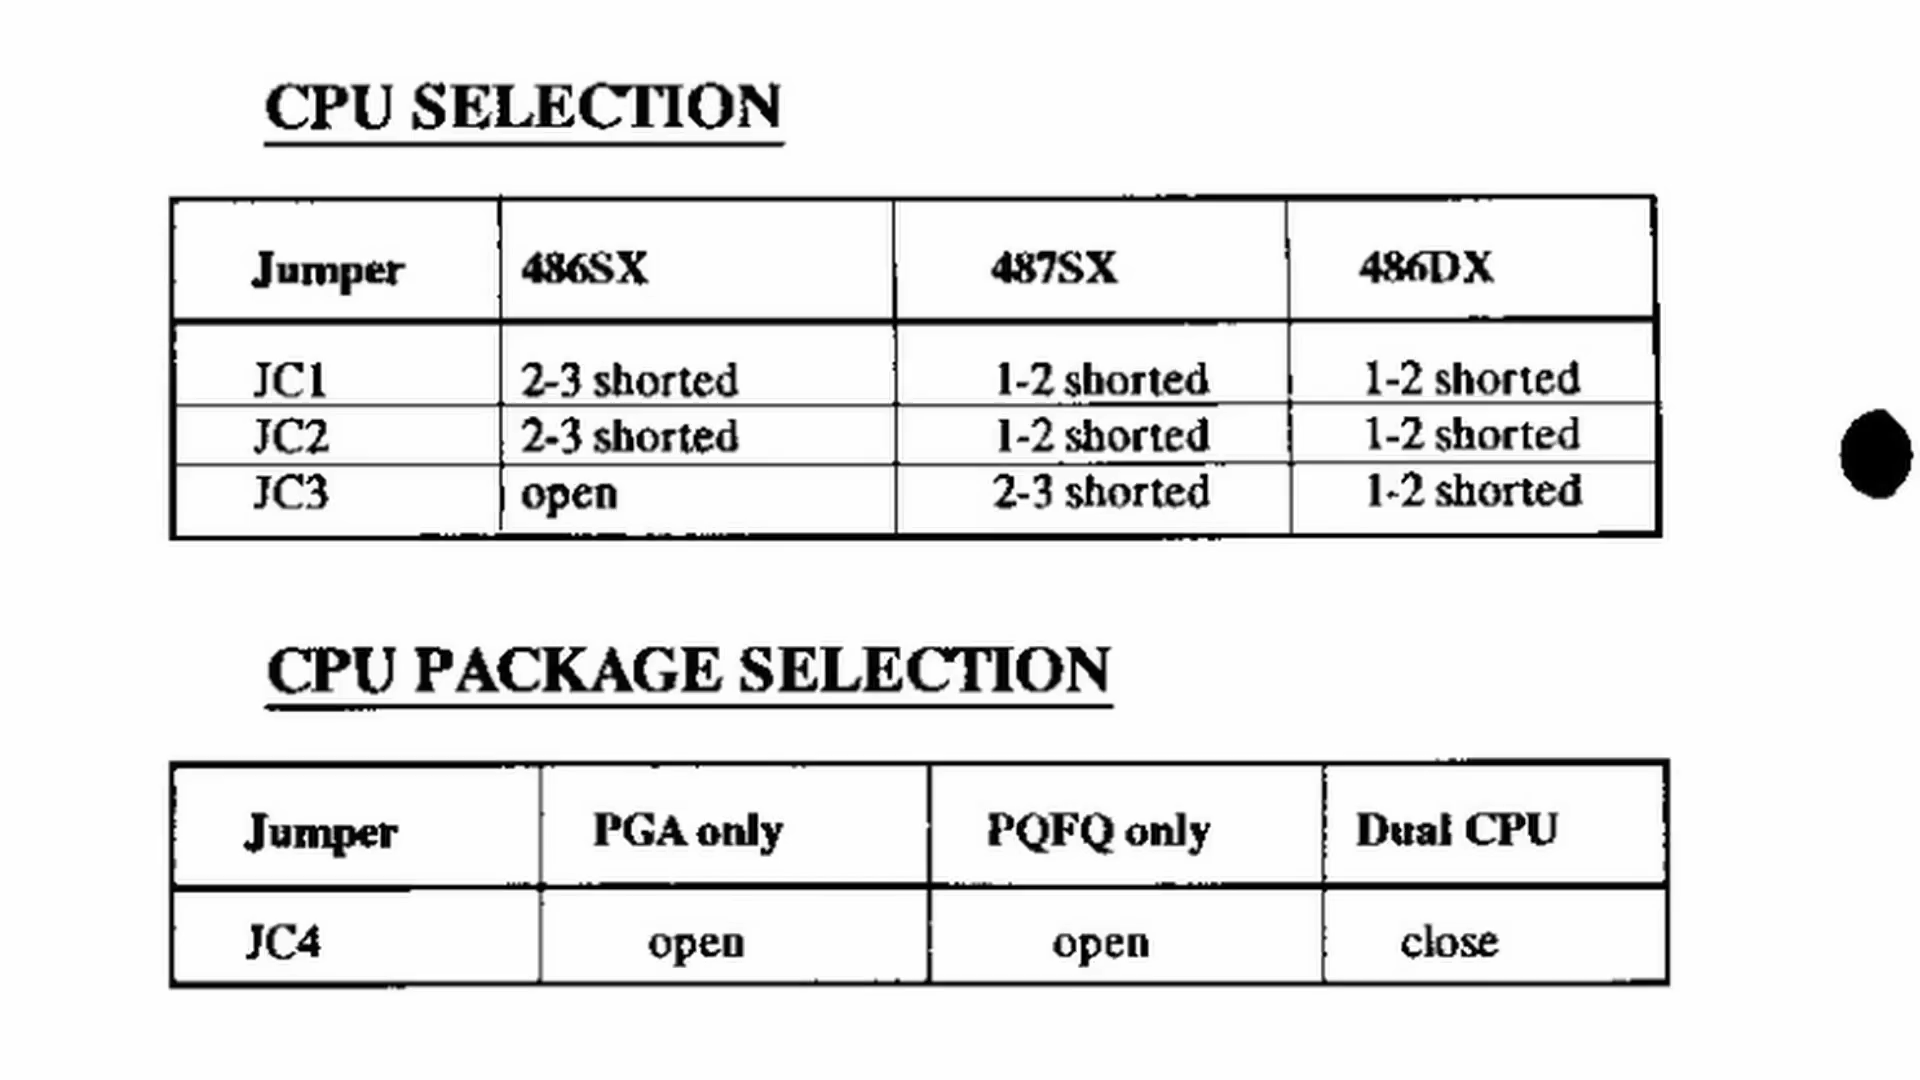 CPU SELECTION
Jumper 486SX 487SX 486DX
JC1 2-3 shorted 1-2 shorted 1-2 shorted
JC2 2-3 shorted 1-2 shorted 1-2 shorted
JC3 open 2-3 shorted 1-2 shorted
CPU PACKAGE SELECTION
Jumper PGA only PQFQ only Dual CPU
JC4 open open close